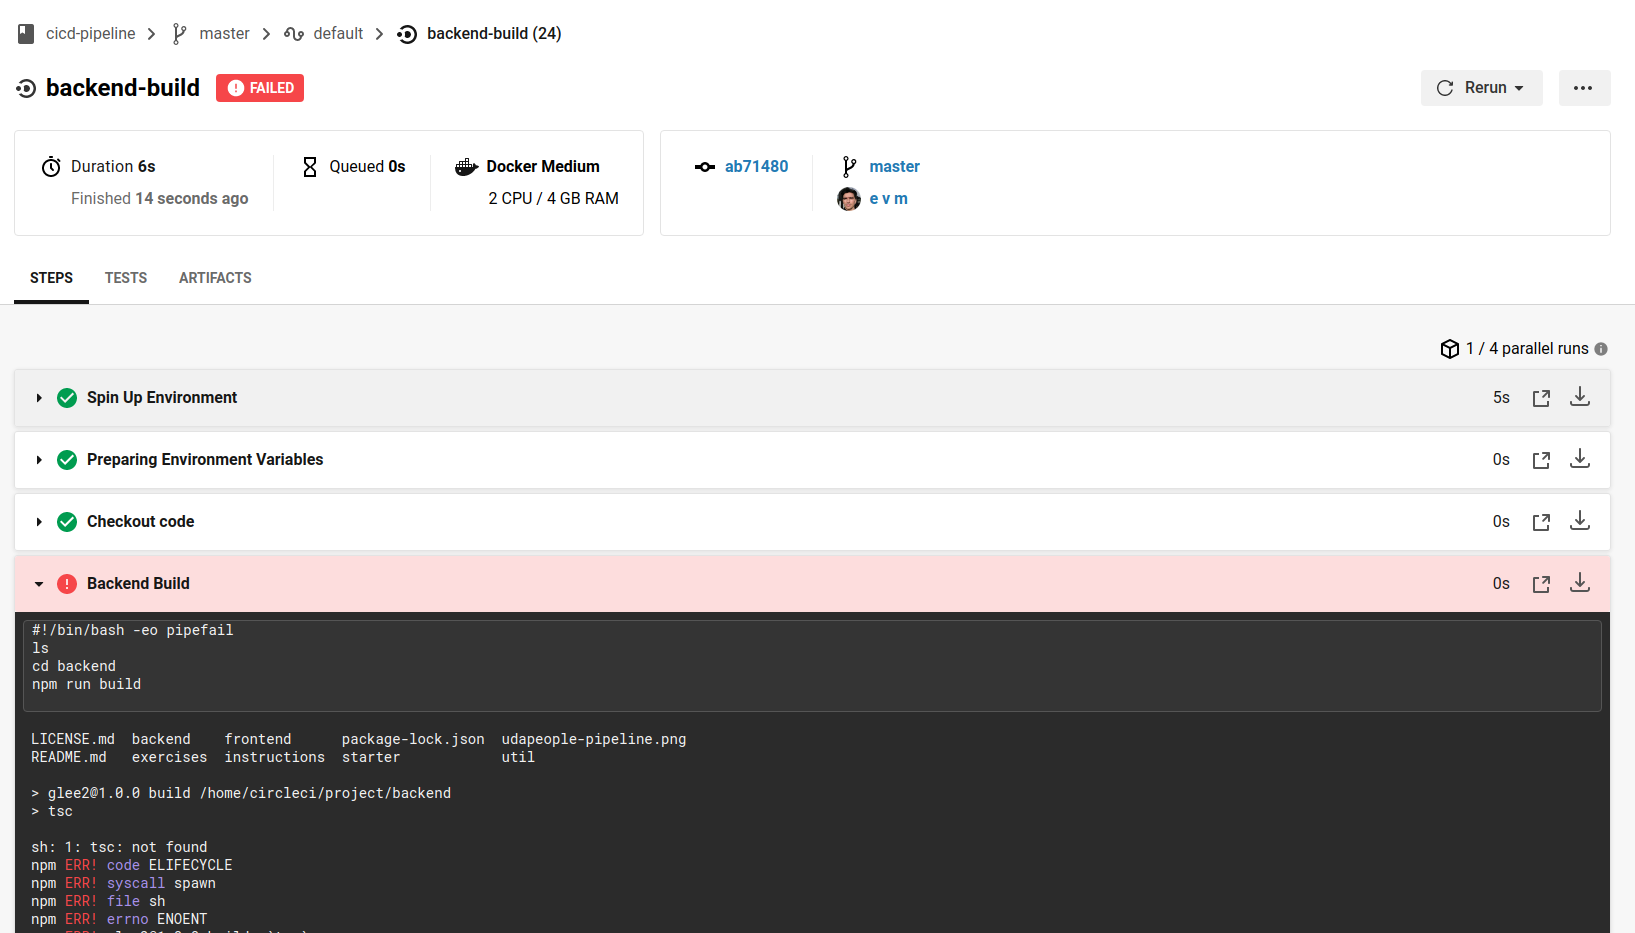 cicd-pipeline > master > default > backend-build (24)
backend-build FAILED Rerun
Duration 6s Queued 0s Docker Medium ab71480 master
Finished 14 seconds ago 2 CPU / 4 GB RAM e v m
STEPS TESTS ARTIFACTS
1 / 4 parallel runs
Spin Up Environment 5s
Preparing Environment Variables 0s
Checkout code 0s
Backend Build 0s
#!/bin/bash -eo pipefail
ls
cd backend
npm run build
LICENSE.md backend frontend package-lock.json udapeople-pipeline.png
README.md exercises instructions starter util
> glee2@1.0.0 build /home/circleci/project/backend
> tsc
sh: 1: tsc: not found
npm ERR! code ELIFECYCLE
npm ERR! syscall spawn
npm ERR! file sh
npm ERR! errno ENOENT